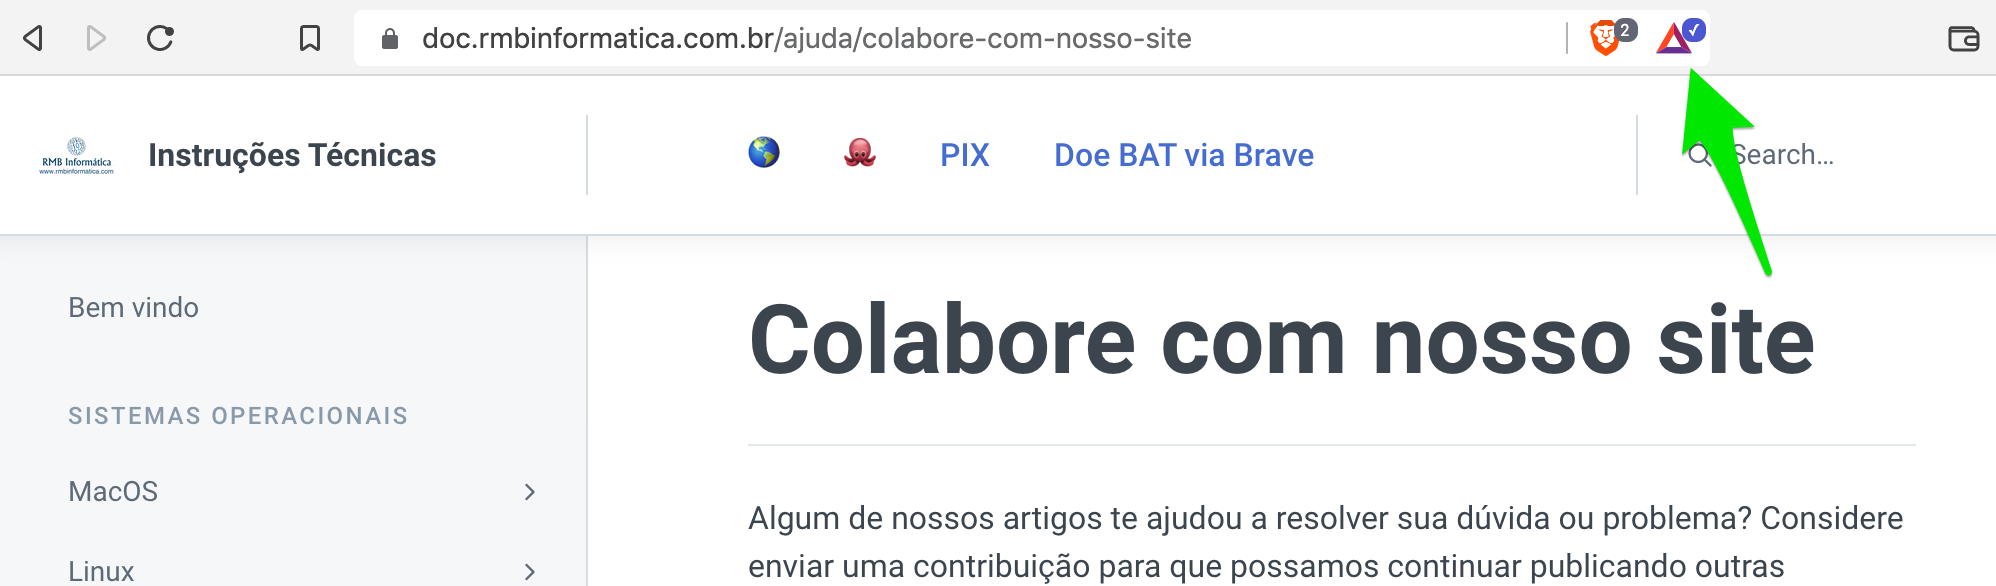 doc.rmbinformatica.com.br/ajuda/colabore-com-nosso-site
2
RMB Informática
www.rmbinformatica.com
Instruções Técnicas
PIX
Doe BAT via Brave
Search...
Bem vindo
SISTEMAS OPERACIONAIS
MacOS
Linux
Colabore com nosso site
Algum de nossos artigos te ajudou a resolver sua dúvida ou problema? Considere
enviar uma contribuição para que possamos continuar publicando outras